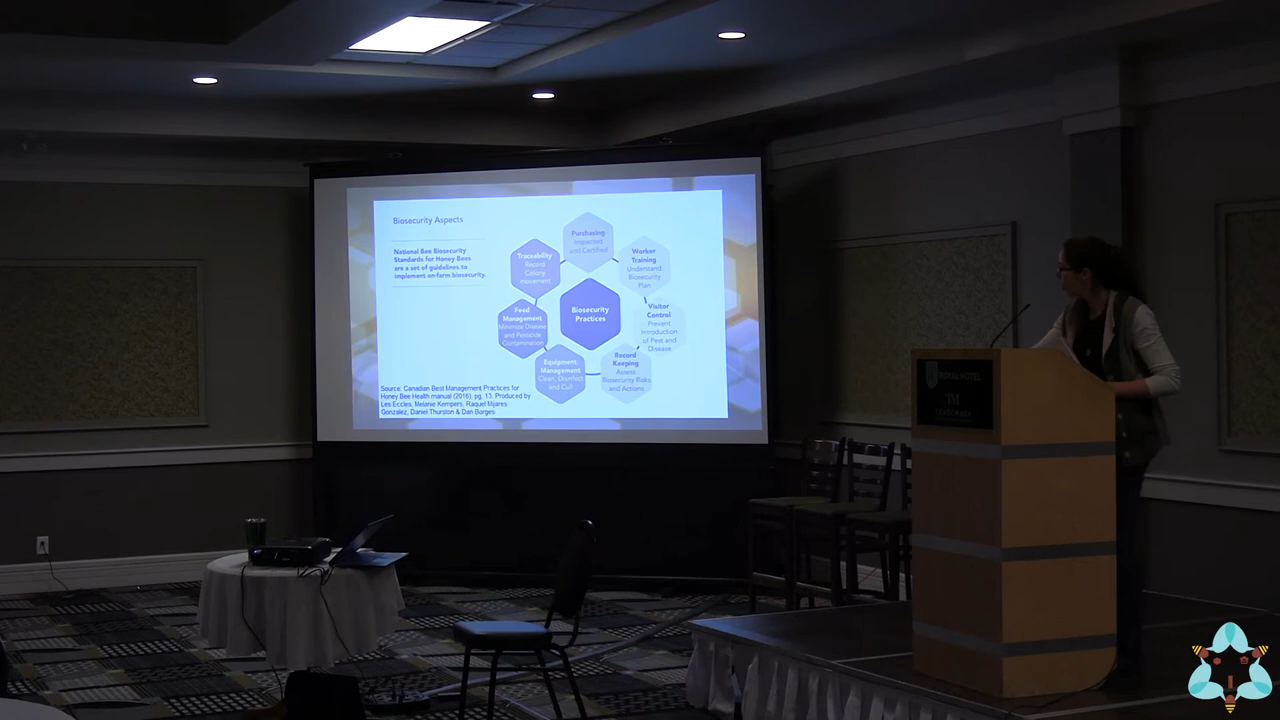 Biosecurity Aspects
National Bee Biosecurity
Standards for Honey Bees
are a set of guidelines to
implement on-farm biosecurity.
Purchasing
Inspected
and Certified
Worker
Training
Understand
Biosecurity
Plan
Visitor
Control
Prevent
Introduction
of Pest and
Disease
Record
Keeping
Assess
Biosecurity Risks
and Actions
Equipment
Management
Clean, Disinfect
and Cull
Feed
Management
Minimize Disease
and Pesticide
Contamination
Traceability
Record
Colony
movement
Biosecurity
Practices
Source: Canadian Best Management Practices for
Honey Bee Health manual (2016), pg. 13. Produced by
Les Eccles, Melanie Kempers, Raquel Mijares
Gonzalez, Daniel Thurston & Dan Borges
ROYAL HOTEL
TRADEMARK